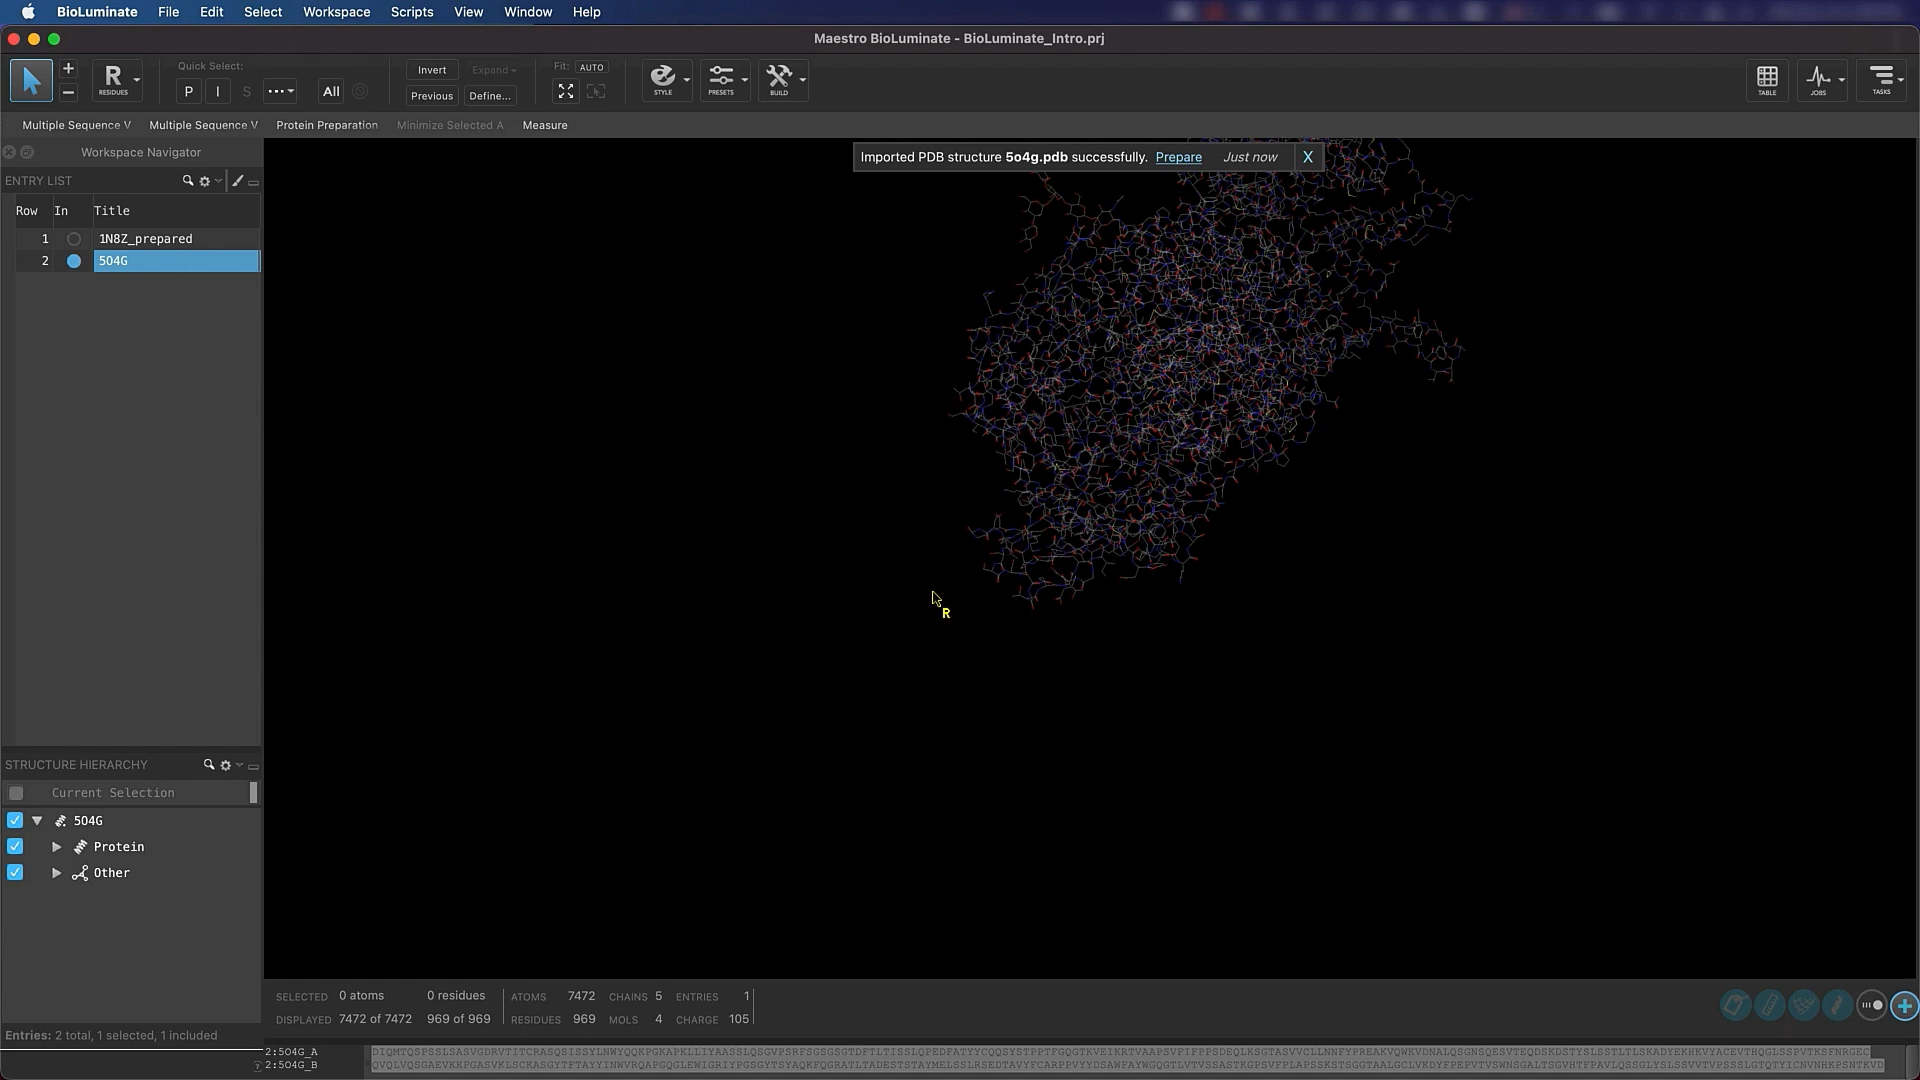 BioLuminate File Edit Select Workspace Scripts View Window Help
Maestro BioLuminate - BioLuminate_Intro.prj
R RESIDUES
Quick Select:
P I S ... All
Invert Expand
Previous Define...
Fit: AUTO
STYLE PRESETS BUILD
TABLE JOBS TASKS
Multiple Sequence V Multiple Sequence V Protein Preparation Minimize Selected A Measure
Workspace Navigator
Imported PDB structure 5o4g.pdb successfully. Prepare Just now X
ENTRY LIST
Row In Title
1 1N8Z_prepared
2 5O4G
R
STRUCTURE HIERARCHY
Current Selection
5O4G
Protein
Other
SELECTED 0 atoms 0 residues ATOMS 7472 CHAINS 5 ENTRIES 1
DISPLAYED 7472 of 7472 969 of 969 RESIDUES 969 MOLS 4 CHARGE 105
Entries: 2 total, 1 selected, 1 included
2:5O4G_A
2:5O4G_B